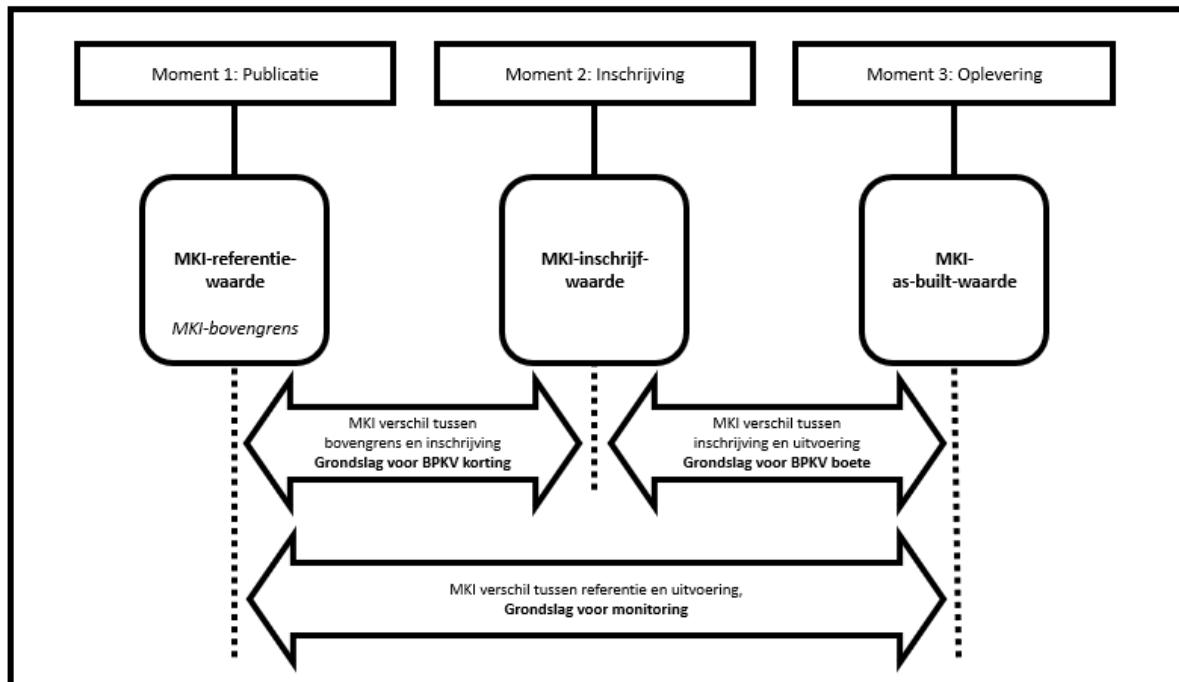 Moment 1: Publicatie
Moment 2: Inschrijving
Moment 3: Oplevering
MKI-referentie-
waarde
MKI-bovengrens
MKI-inschrijf-
waarde
MKI-
as-built-waarde
MKI verschil tussen
bovengrens en inschrijving
Grondslag voor BPKV korting
MKI verschil tussen
inschrijving en uitvoering
Grondslag voor BPKV boete
MKI verschil tussen referentie en uitvoering,
Grondslag voor monitoring